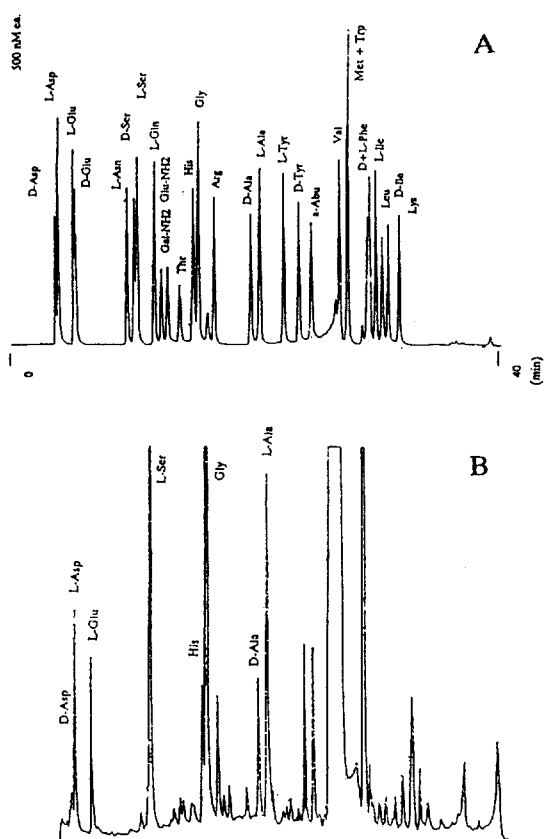 500 nM ea.
A
D-Asp
L-Asp
L-Glu
D-Glu
L-Asn
D-Ser
L-Ser
L-Gln
Gal-NH2
Glu-NH2
Thr
His
Gly
Arg
D-Ala
L-Ala
L-Tyr
D-Tyr
a-Abu
Val
Met + Trp
D+L-Phe
L-Ile
Leu
D-Ile
Lys
0
40
(min)
B
D-Asp
L-Asp
L-Glu
L-Ser
His
Gly
D-Ala
L-Ala